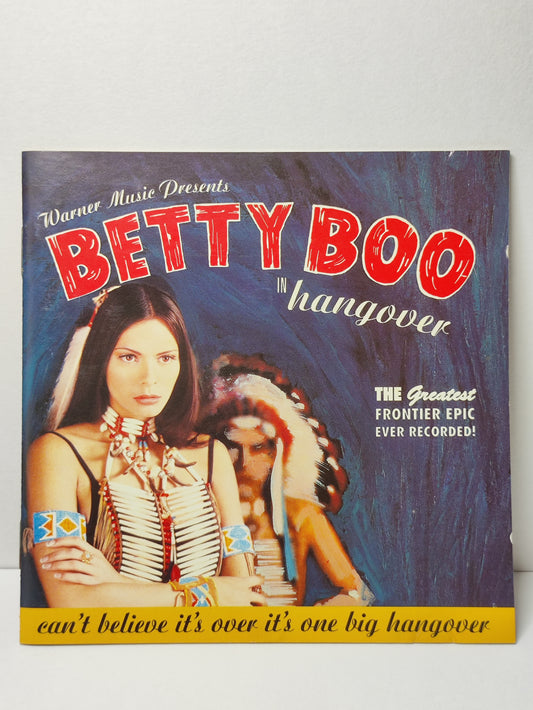 Warner Music Presents
BETTY BOO
IN hangover
THE Greatest
FRONTIER EPIC
EVER RECORDED!
can't believe it's over it's one big hangover